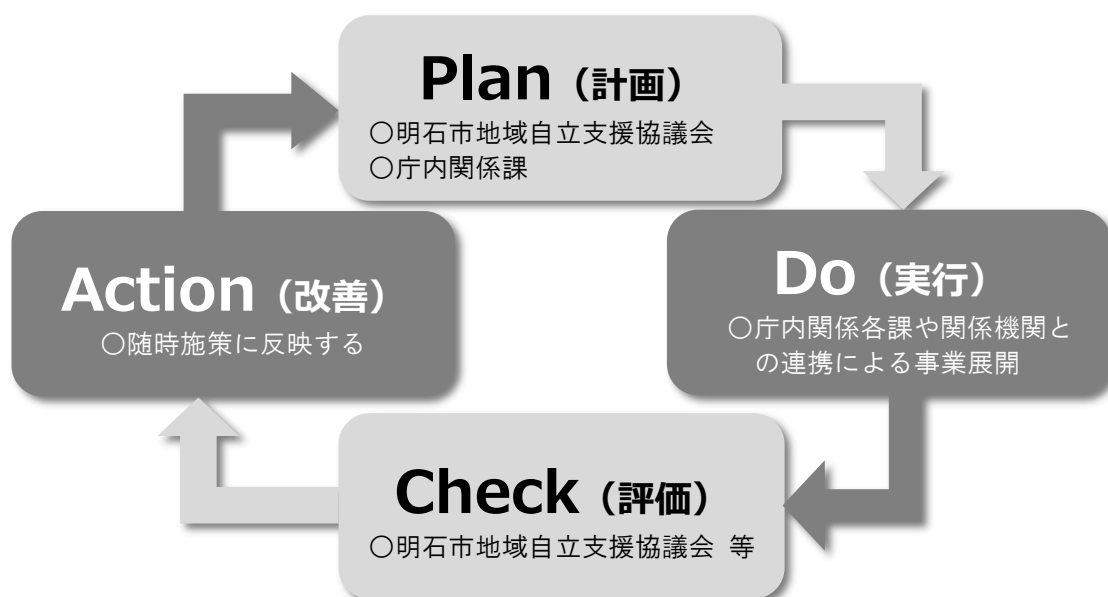 Plan（計画）
○明石市地域自立支援協議会
○庁内関係課
Do（実行）
○庁内関係各課や関係機関と
の連携による事業展開
Check（評価）
○明石市地域自立支援協議会 等
Action（改善）
○随時施策に反映する